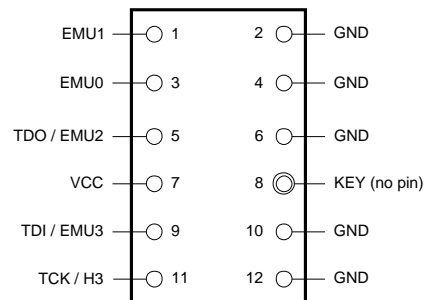 EMU1 1 2 GND
EMU0 3 4 GND
TDO / EMU2 5 6 GND
VCC 7 8 KEY (no pin)
TDI / EMU3 9 10 GND
TCK / H3 11 12 GND